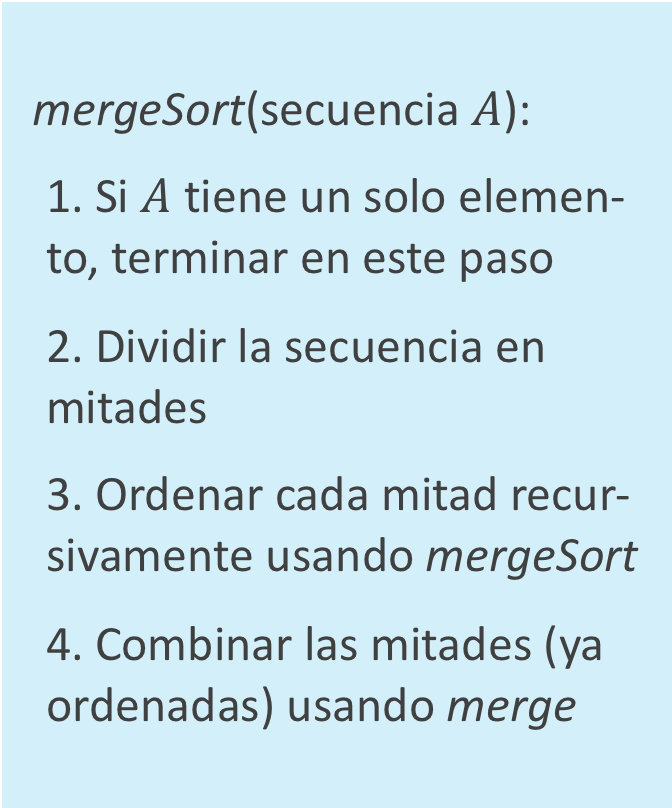 mergeSort(secuencia A):
1. Si A tiene un solo elemen-
to, terminar en este paso
2. Dividir la secuencia en
mitades
3. Ordenar cada mitad recur-
sivamente usando mergeSort
4. Combinar las mitades (ya
ordenadas) usando merge